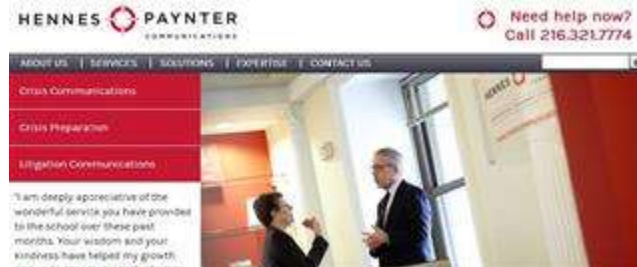 HENNES PAYNTER
COMMUNICATIONS
Need help now?
Call 216.321.7774
ABOUT US | SERVICES | SOLUTIONS | EXPERTISE | CONTACT US
Crisis Communications
Crisis Preparation
Litigation Communications
"I am deeply appreciative of the
wonderful service you have provided
to the school over these past
months. Your wisdom and your
kindness have helped my growth
HENNES